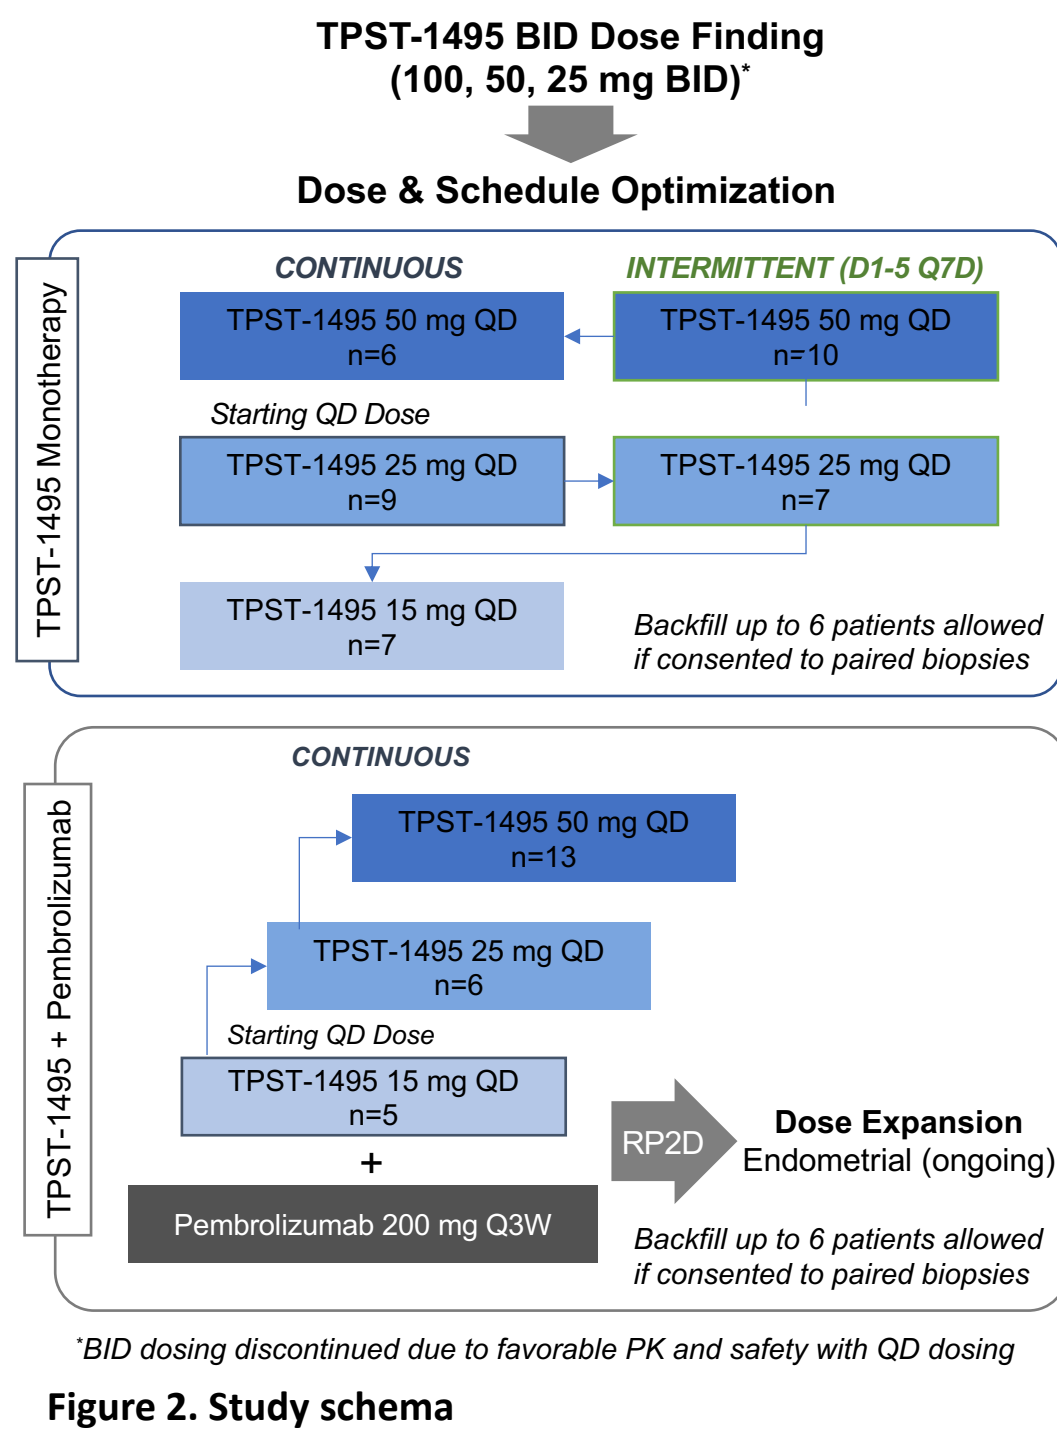 TPST-1495 BID Dose Finding
(100, 50, 25 mg BID)*
Dose & Schedule Optimization
TPST-1495 Monotherapy
CONTINUOUS
INTERMITTENT (D1-5 Q7D)
TPST-1495 50 mg QD
n=6
TPST-1495 50 mg QD
n=10
Starting QD Dose
TPST-1495 25 mg QD
n=9
TPST-1495 25 mg QD
n=7
TPST-1495 15 mg QD
n=7
Backfill up to 6 patients allowed
if consented to paired biopsies
TPST-1495 + Pembrolizumab
CONTINUOUS
TPST-1495 50 mg QD
n=13
TPST-1495 25 mg QD
n=6
Starting QD Dose
TPST-1495 15 mg QD
n=5
+
Pembrolizumab 200 mg Q3W
RP2D
Dose Expansion
Endometrial (ongoing)
Backfill up to 6 patients allowed
if consented to paired biopsies
*BID dosing discontinued due to favorable PK and safety with QD dosing
Figure 2. Study schema